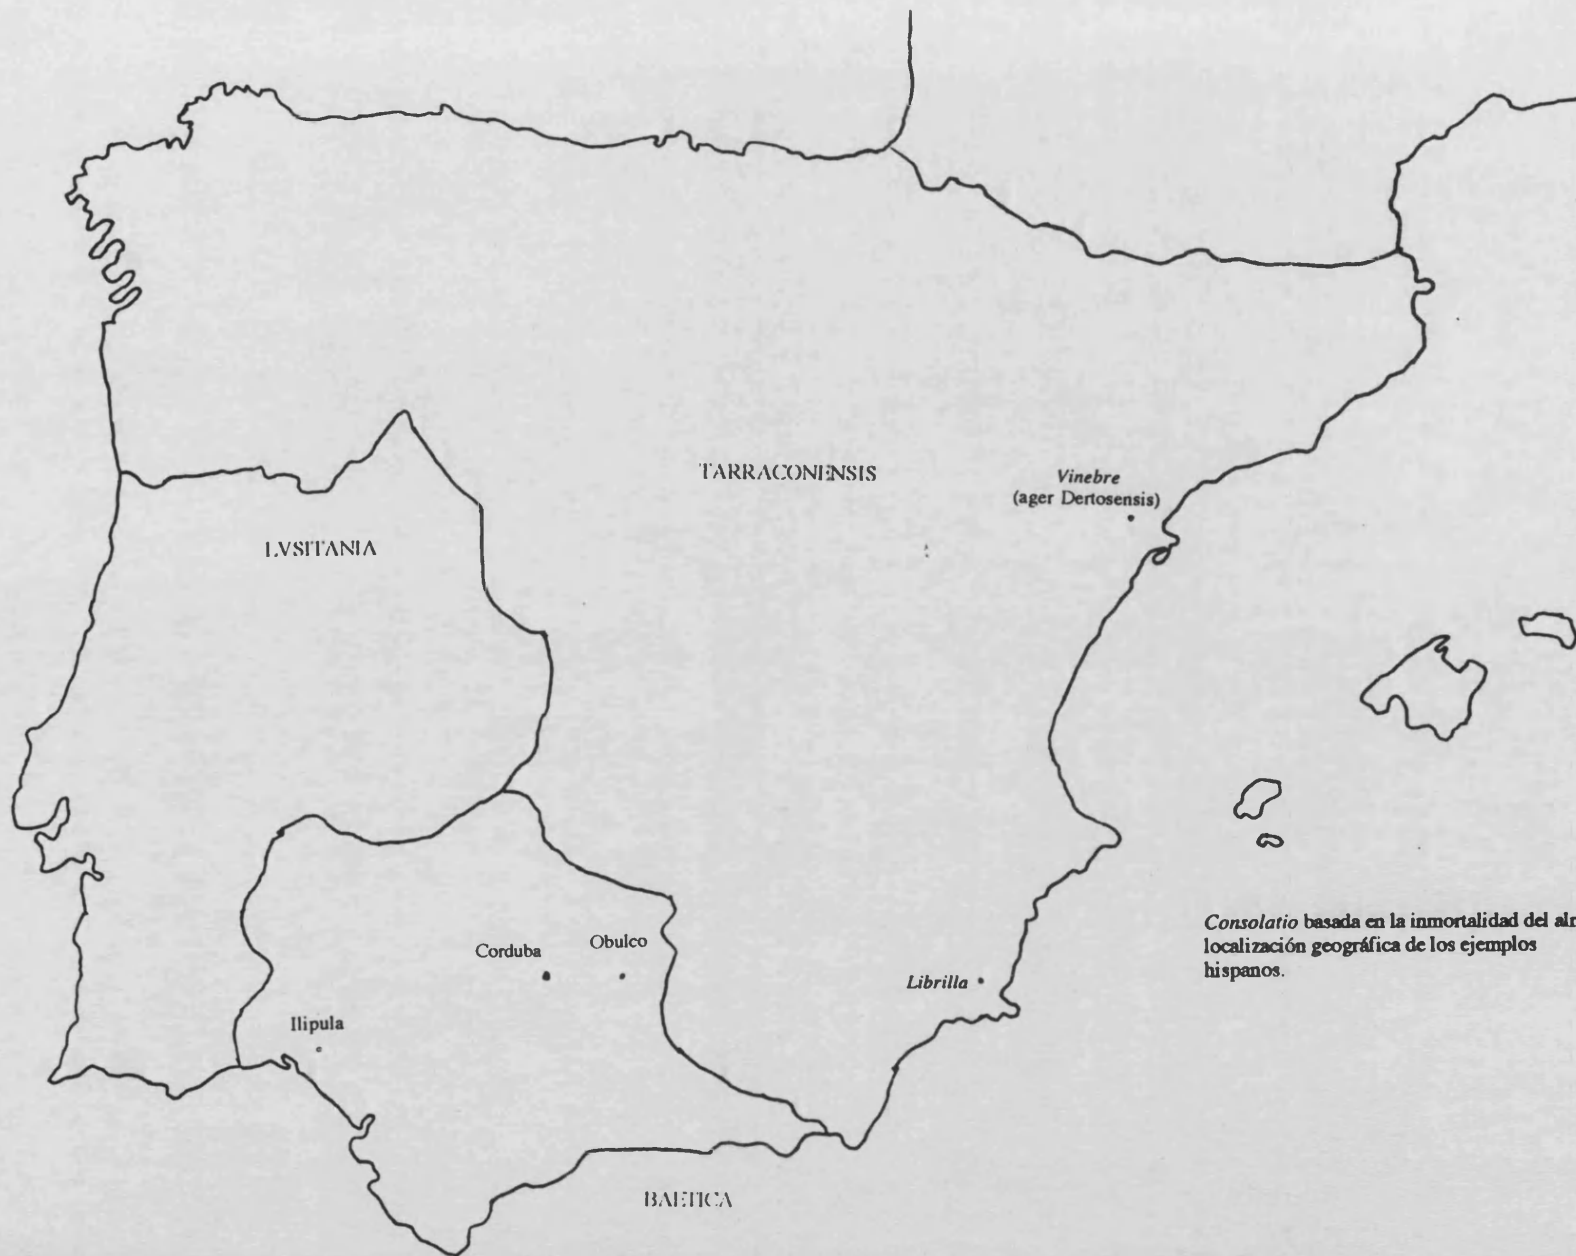 TARRACONENSIS
Vinebre
(ager Dertosensis)
LVSITANIA
Consolatio basada en la inmortalidad del
localización geográfica de los ejemplos
hispanos.
Corduba
Obulco
Librilla
Ilipula
BAETICA